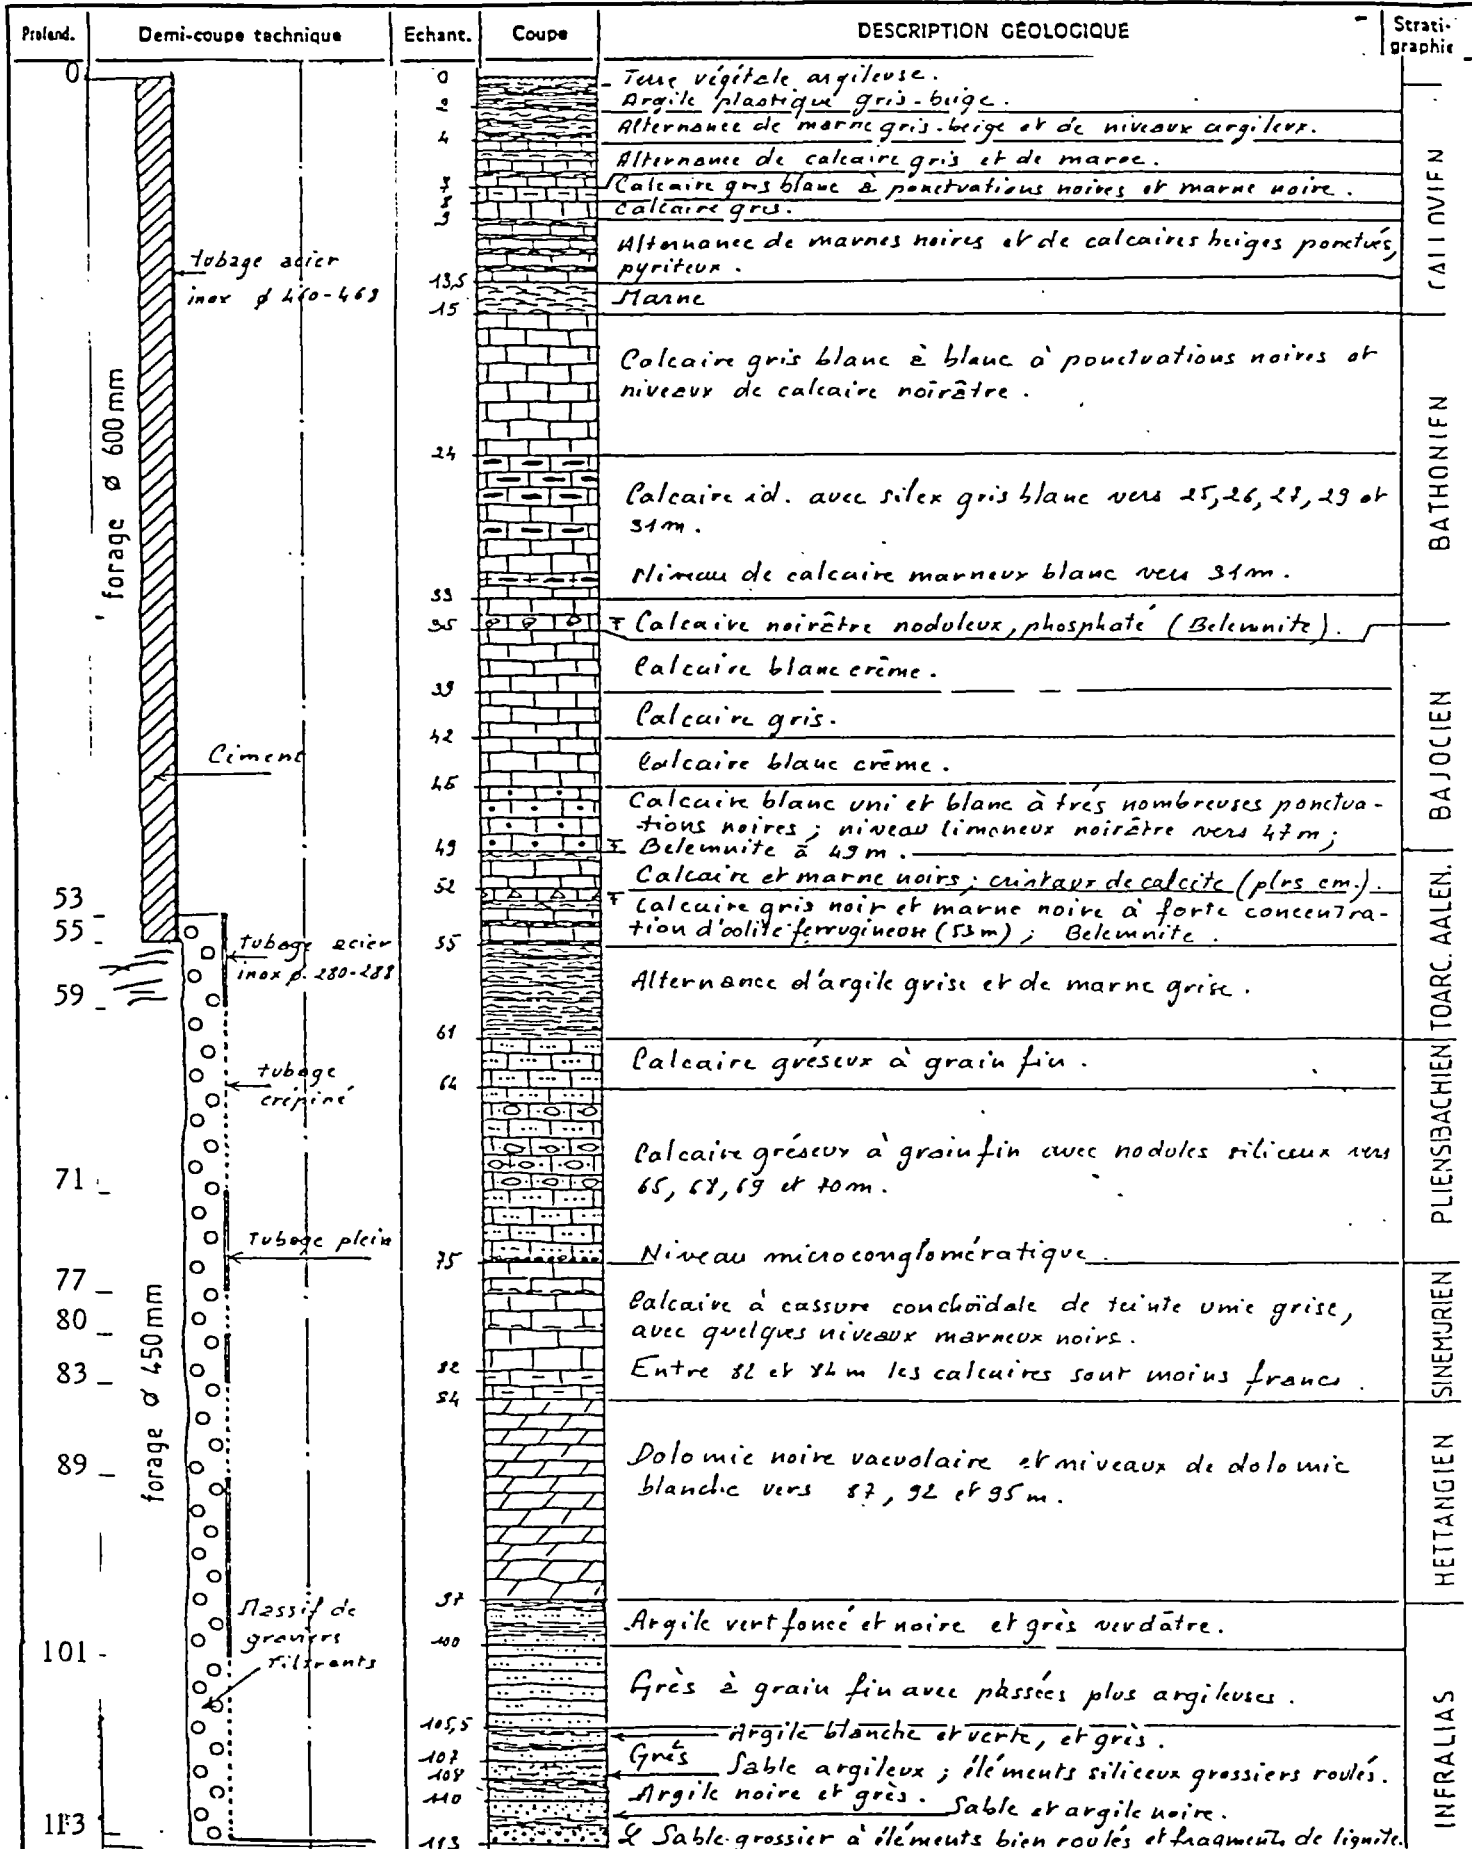 Profond. Demi-coupe technique Echant. Coupe DESCRIPTION GÉOLOGIQUE Strati-
graphie
0 0 Terre végétale argileuse.
2 Argile plastique gris-beige.
4 Alternance de marne gris-beige et de niveaux argileux.
Alternance de calcaire gris et de marne.
7 Calcaire gris blanc à ponctuations noires et marne noire.
8 Calcaire gris.
9
Alternance de marnes noires et de calcaires beiges ponctués,
pyriteux.
13,5
Marne
15
CALLOVIEN
tubage acier
inox ø 460-469
forage ø 600mm
Calcaire gris blanc à blanc à ponctuations noires et
niveaux de calcaire noirâtre.
24
Calcaire id. avec silex gris blanc vers 25, 26, 27, 29 et
31m.
Niveau de calcaire marneux blanc vers 31m.
33
BATHONIEN
35 F Calcaire noirâtre noduleux, phosphaté (Belemnite).
Calcaire blanc crème.
39
Calcaire gris.
42
Ciment
Calcaire blanc crème.
45
Calcaire blanc uni et blanc à très nombreuses ponctua-
-tions noires ; niveau limoneux noirâtre vers 47m ;
49 F Belemnite à 49m.
BAJOCIEN
Calcaire et marne noirs ; cristaux de calcite (plrs cm.).
52
53 F Calcaire gris noir et marne noire à forte concentra-
tion d'oolite ferrugineuse (53m) ; Belemnite.
55 55
AALEN.
tubage acier
inox ø 280-288
59
Alternance d'argile grise et de marne grise.
61
TOARC.
Calcaire gréseux à grain fin.
64
tubage
crépiné
Calcaire gréseux à grain fin avec nodules siliceux vers
65, 68, 69 et 70m.
71
Tubage plein
75 Niveau microconglomératique.
PLIENSBACHIEN
77
80
83
forage ø 450mm
Calcaire à cassure conchoïdale de teinte unie grise,
avec quelques niveaux marneux noirs.
82 Entre 82 et 84m les calcaires sont moins francs.
84
SINEMURIEN
89
Dolomie noire vacuolaire et niveaux de dolomie
blanche vers 87, 92 et 95m.
97
HETTANGIEN
Massif de
graviers
filtrants
Argile vert foncé et noire et grès verdâtre.
100
101
Grès à grain fin avec passées plus argileuses.
105,5
Argile blanche et verte, et grès.
107 Grès
108 Sable argileux ; éléments siliceux grossiers roulés.
110 Argile noire et grès.
Sable et argile noire.
113 113 Sable grossier à éléments bien roulés et fragments de lignite.
INFRALIAS